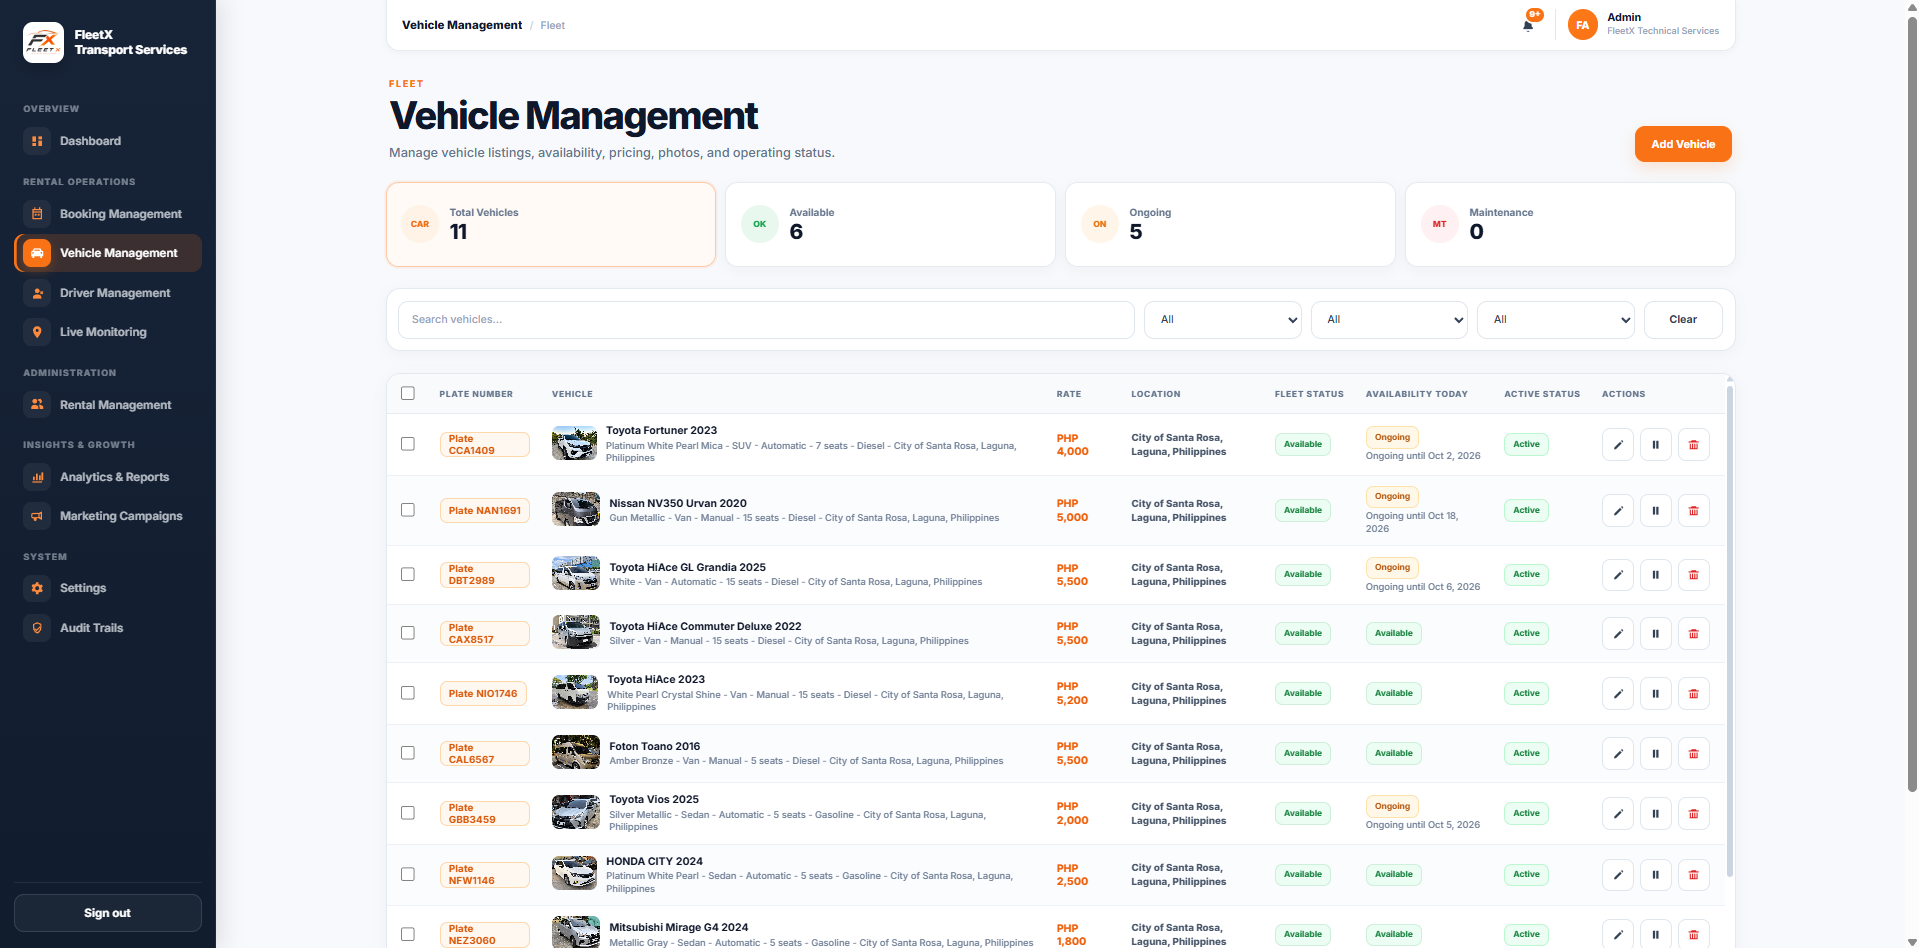 FX
FLEETX
FleetX
Transport Services
OVERVIEW
Dashboard
RENTAL OPERATIONS
Booking Management
Vehicle Management
Driver Management
Live Monitoring
ADMINISTRATION
Rental Management
INSIGHTS & GROWTH
Analytics & Reports
Marketing Campaigns
SYSTEM
Settings
Audit Trails
Sign out
Vehicle Management / Fleet
9+
FA
Admin
FleetX Technical Services
FLEET
Vehicle Management
Manage vehicle listings, availability, pricing, photos, and operating status.
Add Vehicle
CAR
Total Vehicles
11
OK
Available
6
ON
Ongoing
5
MT
Maintenance
0
Search vehicles...
All
All
All
Clear
PLATE NUMBER VEHICLE RATE LOCATION FLEET STATUS AVAILABILITY TODAY ACTIVE STATUS ACTIONS
Plate
CCA1409
Toyota Fortuner 2023
Platinum White Pearl Mica - SUV - Automatic - 7 seats - Diesel - City of Santa Rosa, Laguna,
Philippines
PHP
4,000
City of Santa Rosa,
Laguna, Philippines
Available
Ongoing
Ongoing until Oct 2, 2026
Active
Plate NAN1691
Nissan NV350 Urvan 2020
Gun Metallic - Van - Manual - 15 seats - Diesel - City of Santa Rosa, Laguna, Philippines
PHP
5,000
City of Santa Rosa,
Laguna, Philippines
Available
Ongoing
Ongoing until Oct 18,
2026
Active
Plate
DBT2989
Toyota HiAce GL Grandia 2025
White - Van - Automatic - 15 seats - Diesel - City of Santa Rosa, Laguna, Philippines
PHP
5,500
City of Santa Rosa,
Laguna, Philippines
Available
Ongoing
Ongoing until Oct 6, 2026
Active
Plate
CAX8517
Toyota HiAce Commuter Deluxe 2022
Silver - Van - Manual - 15 seats - Diesel - City of Santa Rosa, Laguna, Philippines
PHP
5,500
City of Santa Rosa,
Laguna, Philippines
Available
Available
Active
Plate NIO1746
Toyota HiAce 2023
White Pearl Crystal Shine - Van - Manual - 15 seats - Diesel - City of Santa Rosa, Laguna,
Philippines
PHP
5,200
City of Santa Rosa,
Laguna, Philippines
Available
Available
Active
Plate
CAL6567
Foton Toano 2016
Amber Bronze - Van - Manual - 5 seats - Diesel - City of Santa Rosa, Laguna, Philippines
PHP
5,500
City of Santa Rosa,
Laguna, Philippines
Available
Available
Active
Plate
GBB3459
Toyota Vios 2025
Silver Metallic - Sedan - Automatic - 5 seats - Gasoline - City of Santa Rosa, Laguna,
Philippines
PHP
2,000
City of Santa Rosa,
Laguna, Philippines
Available
Ongoing
Ongoing until Oct 5, 2026
Active
Plate
NFW1146
HONDA CITY 2024
Platinum White Pearl - Sedan - Automatic - 5 seats - Gasoline - City of Santa Rosa, Laguna,
Philippines
PHP
2,500
City of Santa Rosa,
Laguna, Philippines
Available
Available
Active
Plate
NEZ3060
Mitsubishi Mirage G4 2024
Metallic Gray - Sedan - Automatic - 5 seats - Gasoline - City of Santa Rosa, Laguna, Philippines
PHP
1,800
City of Santa Rosa,
Laguna, Philippines
Available
Available
Active